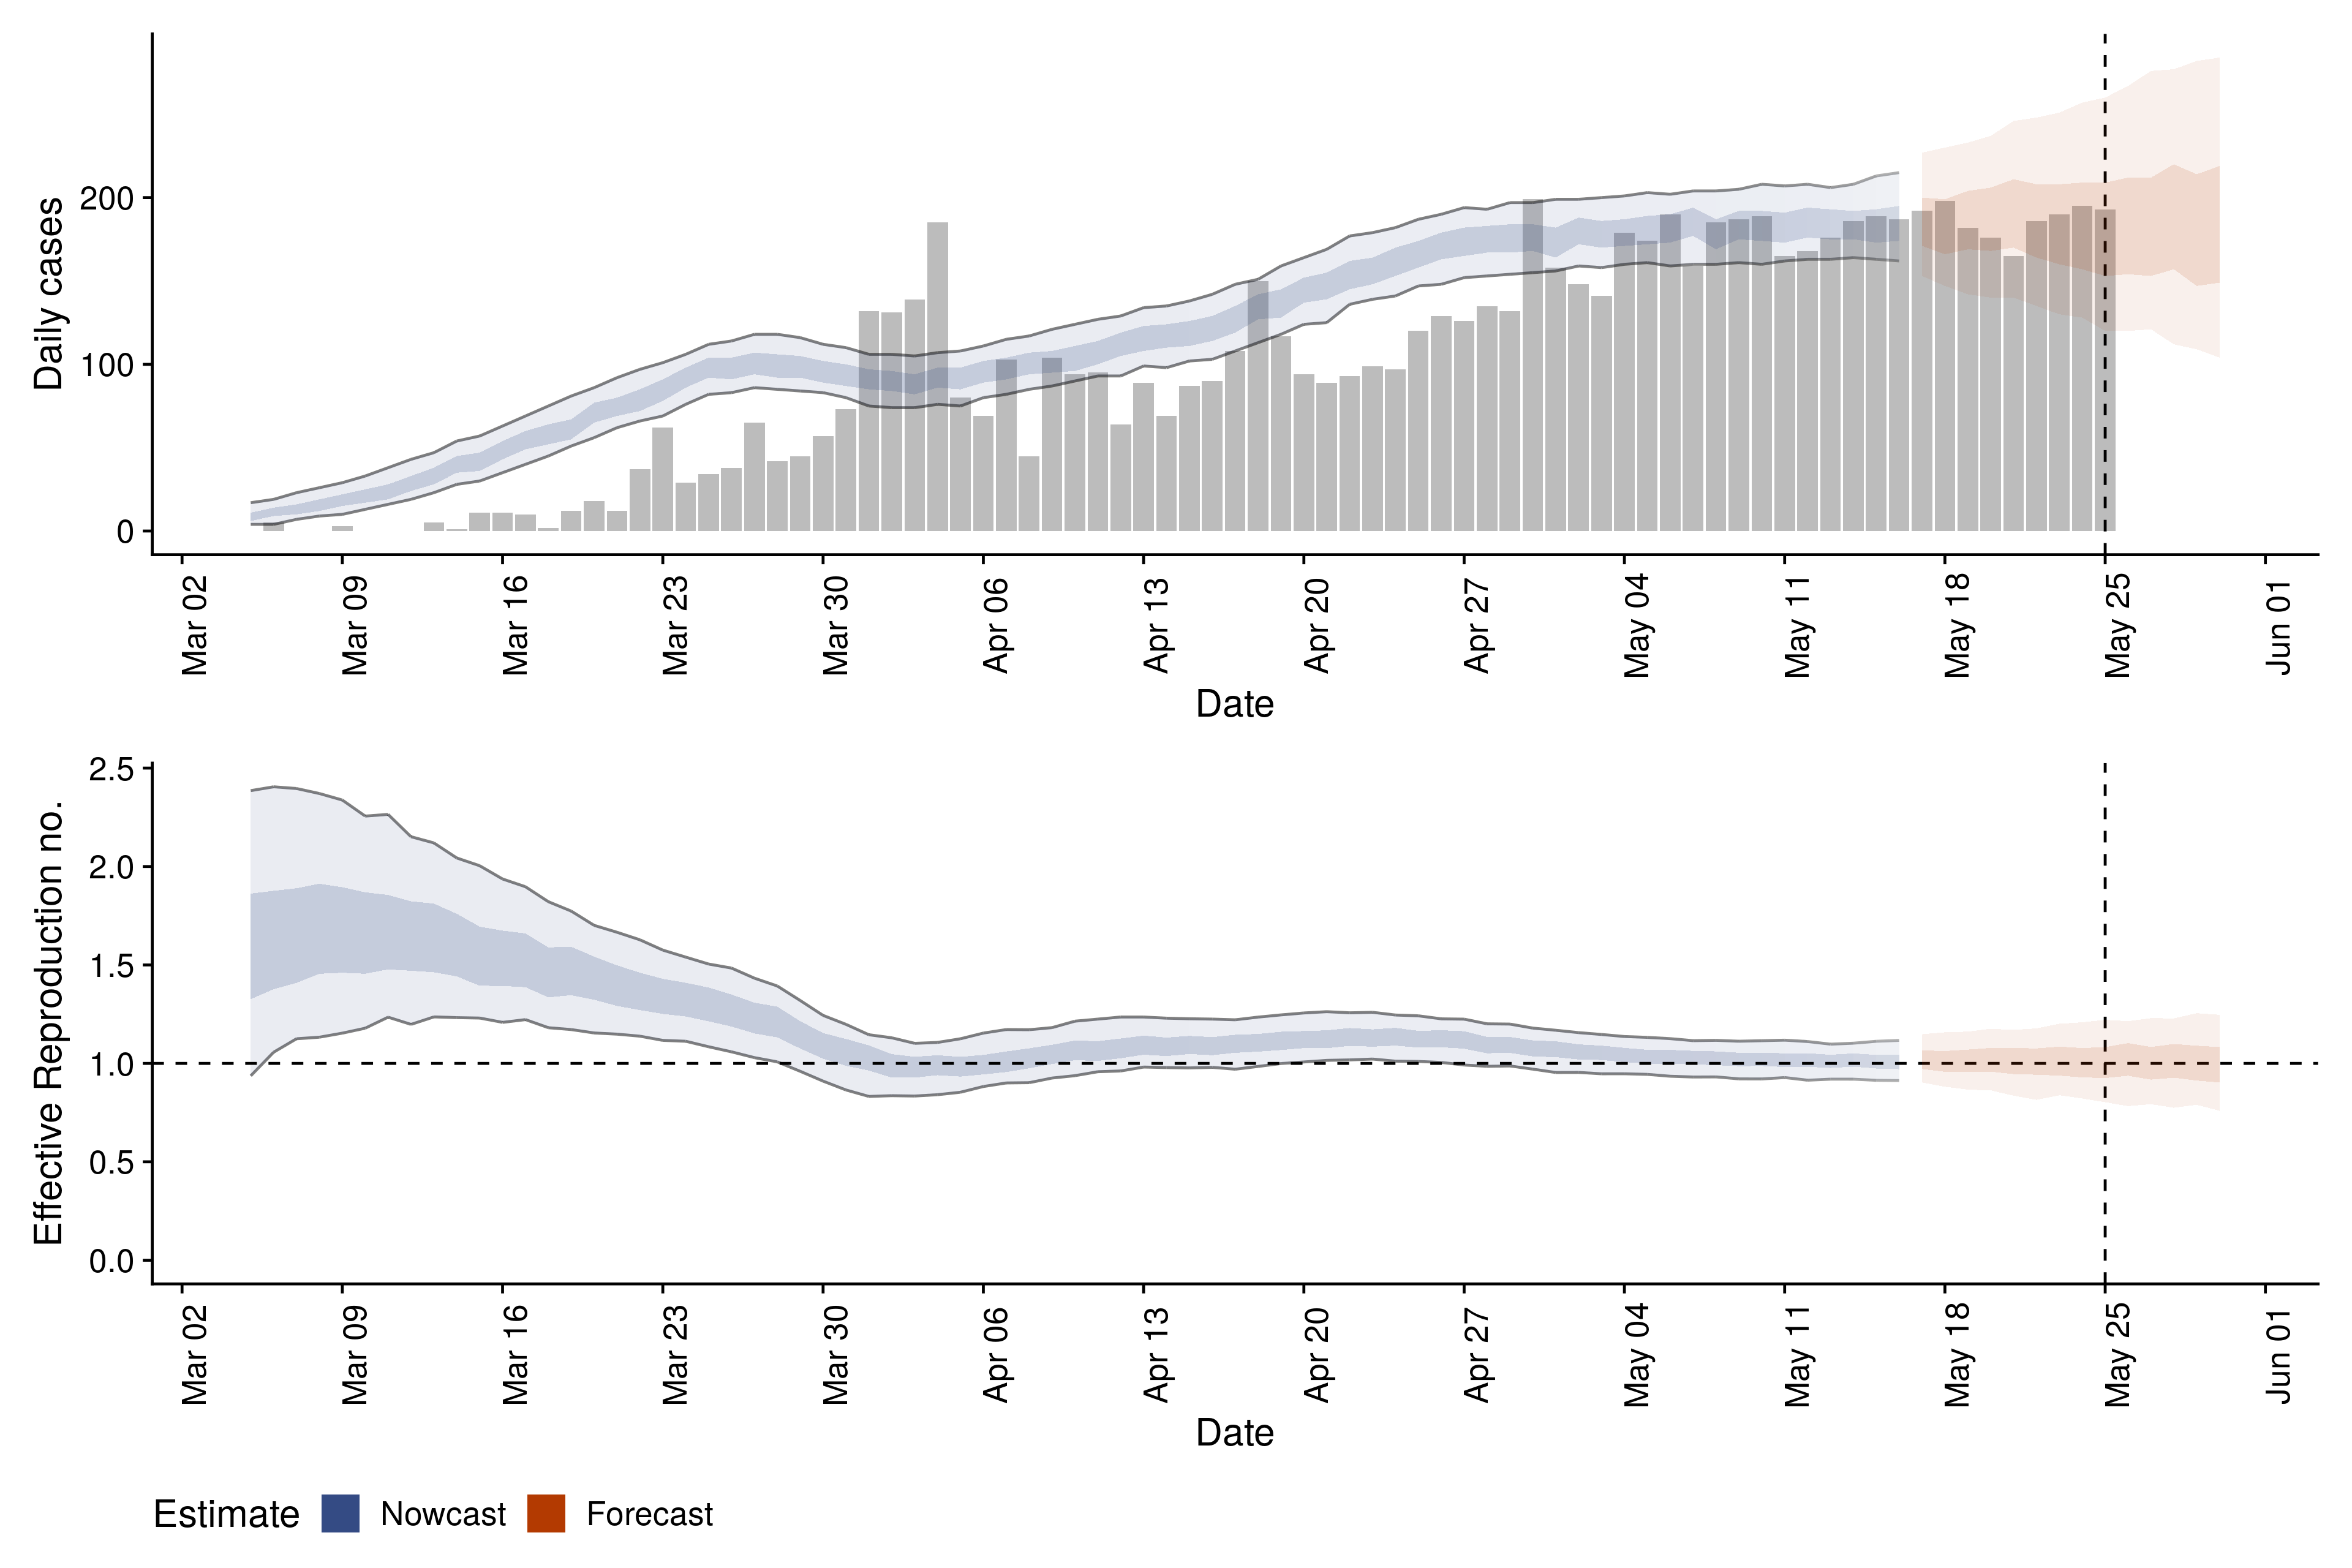 Daily cases
200
100
0
Mar 02 Mar 09 Mar 16 Mar 23 Mar 30 Apr 06 Apr 13 Apr 20 Apr 27 May 04 May 11 May 18 May 25 Jun 01
Date
Effective Reproduction no.
2.5
2.0
1.5
1.0
0.5
0.0
Mar 02 Mar 09 Mar 16 Mar 23 Mar 30 Apr 06 Apr 13 Apr 20 Apr 27 May 04 May 11 May 18 May 25 Jun 01
Date
Estimate Nowcast Forecast